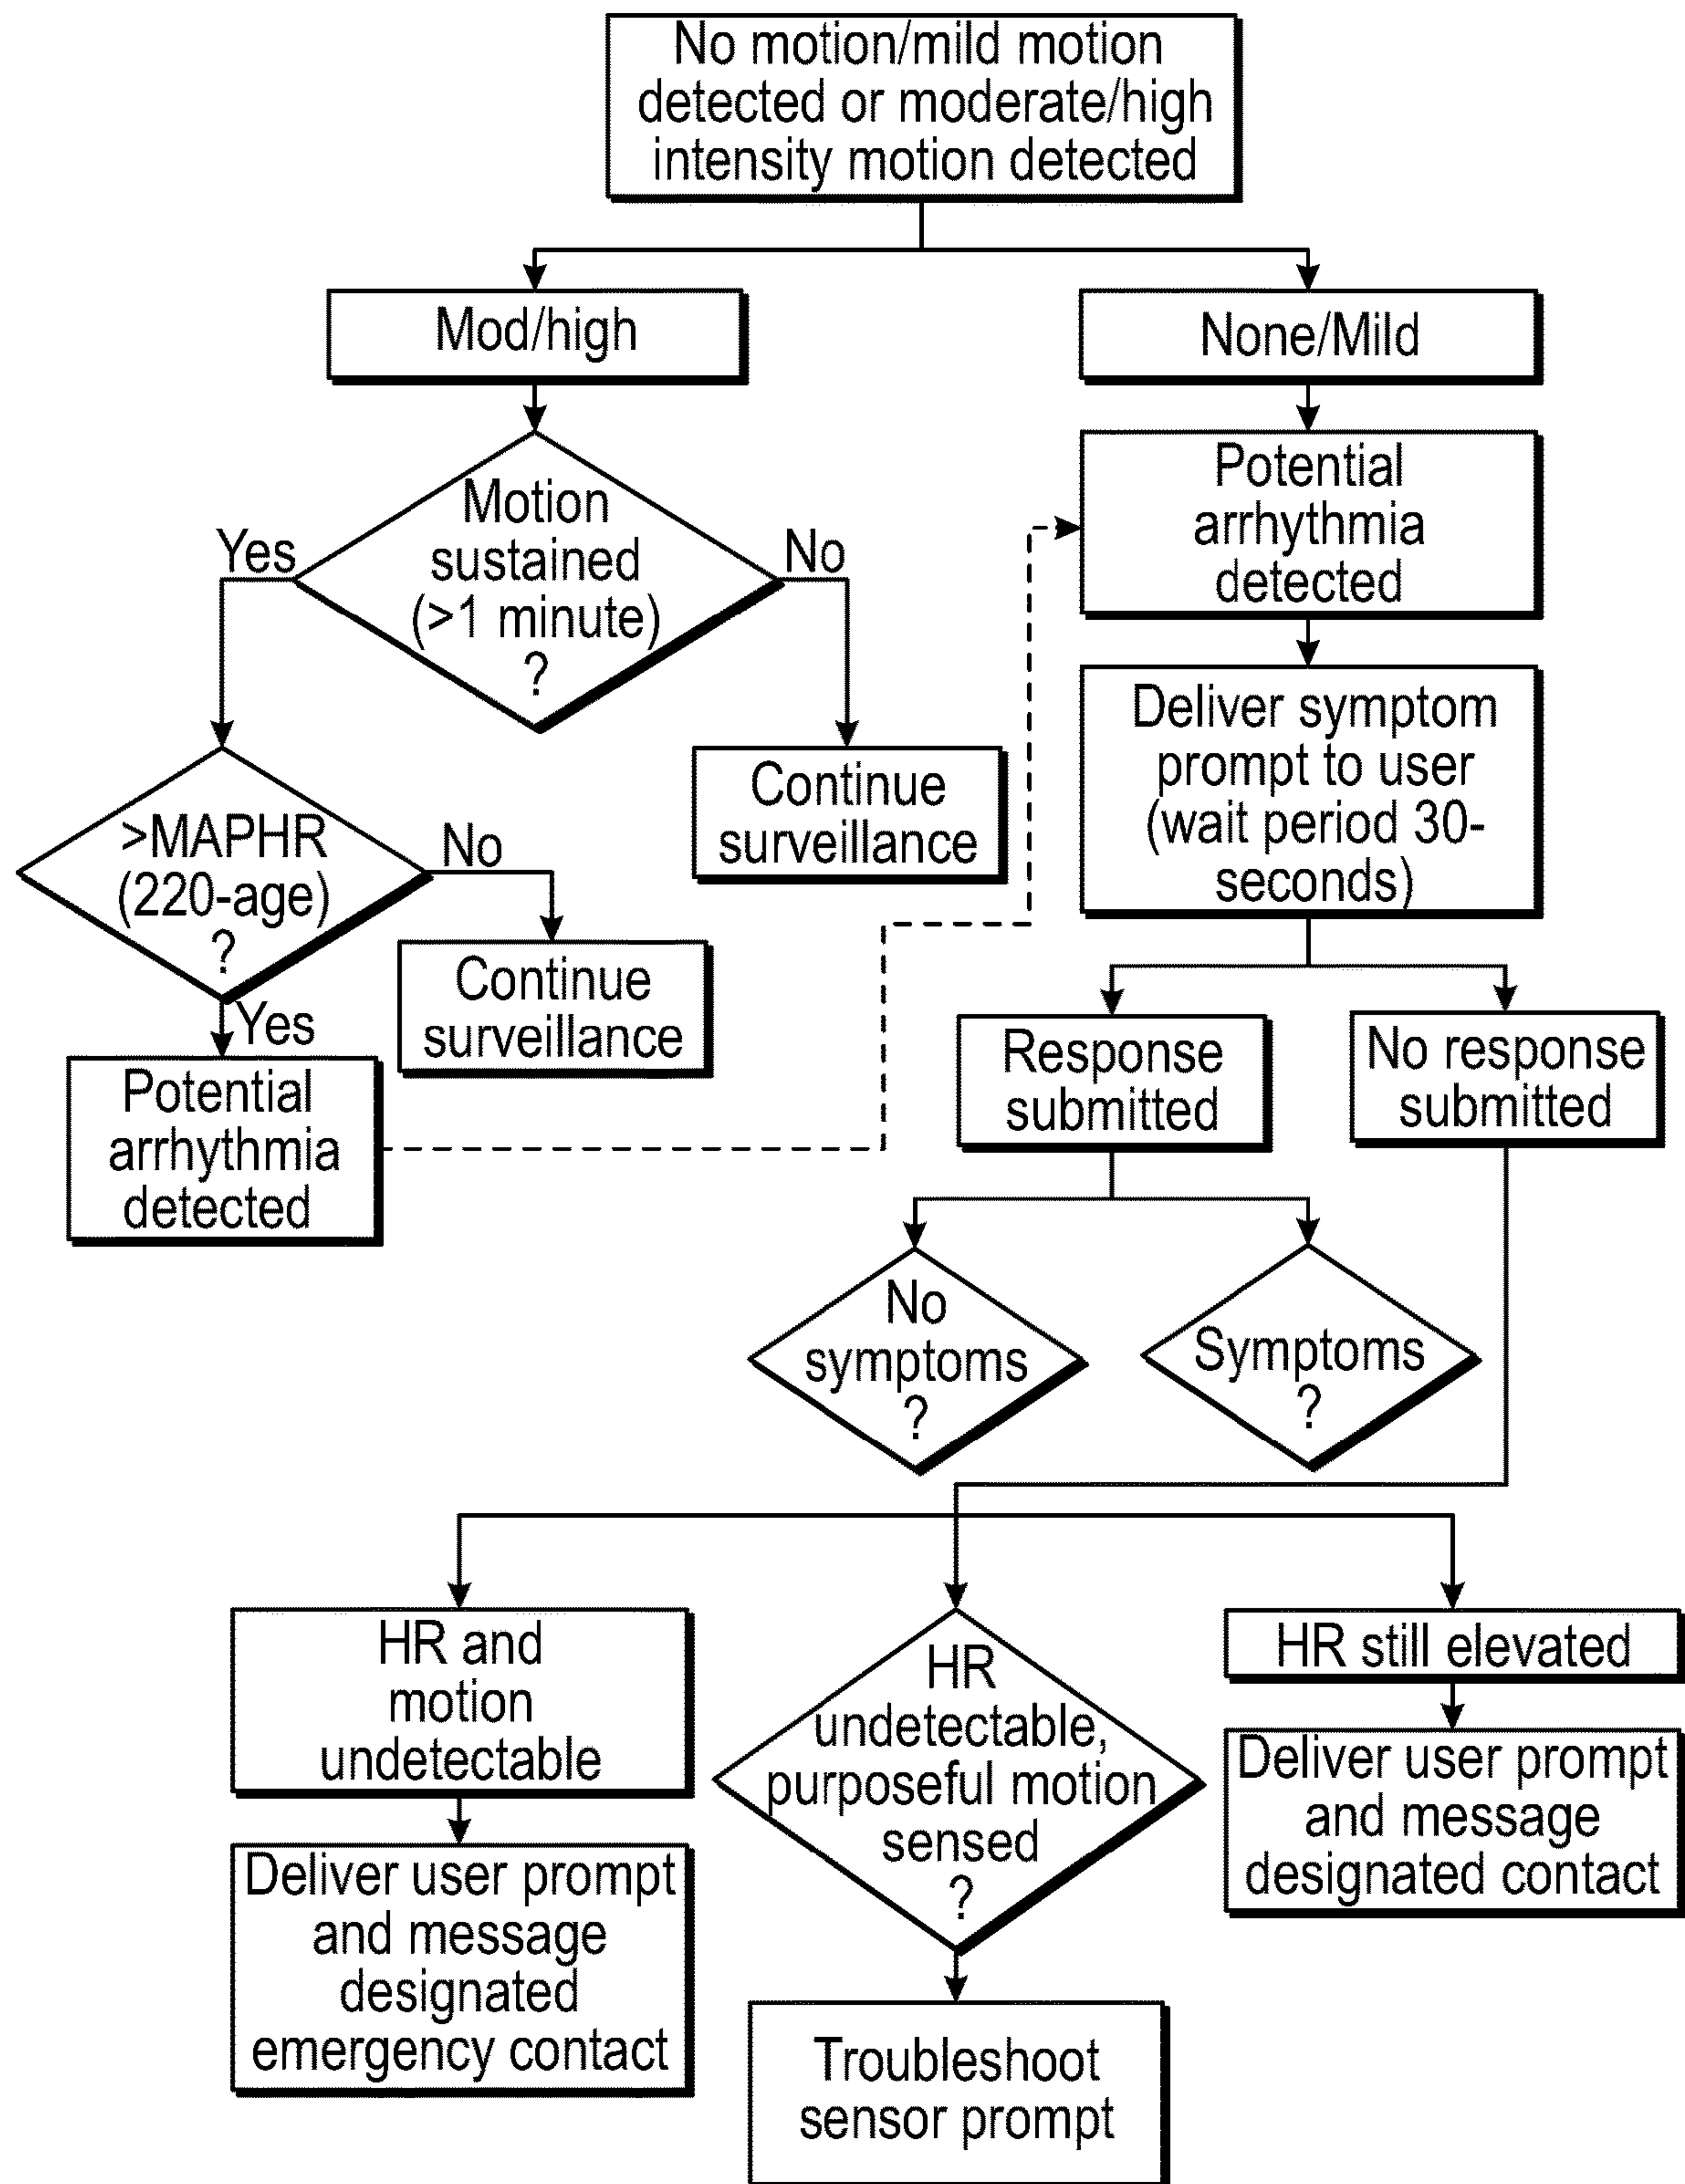 No motion/mild motion
detected or moderate/high
intensity motion detected
Mod/high
None/Mild
Motion
sustained
(>1 minute)
?
Yes
No
Potential
arrhythmia
detected
Deliver symptom
prompt to user
(wait period 30-
seconds)
Continue
surveillance
>MAPHR
(220-age)
?
No
Yes
Continue
surveillance
Potential
arrhythmia
detected
Response
submitted
No response
submitted
No
symptoms
?
Symptoms
?
HR and
motion
undetectable
Deliver user prompt
and message
designated
emergency contact
HR
undetectable,
purposeful motion
sensed
?
Troubleshoot
sensor prompt
HR still elevated
Deliver user prompt
and message
designated contact